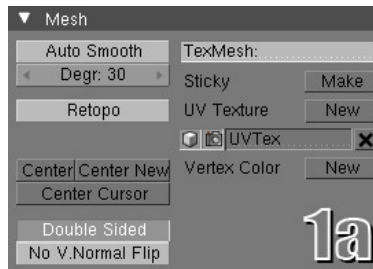 Mesh
Auto Smooth
TexMesh:
Degr: 30
Sticky
Make
Retopo
UV Texture
New
UVTex
Center
Center New
Vertex Color
New
Center Cursor
Double Sided
No V.Normal Flip
1a